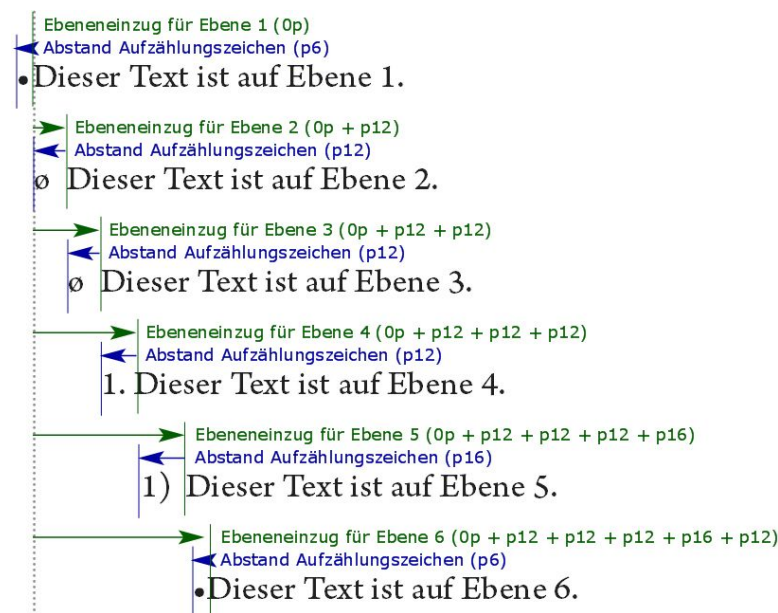 Ebeneneinzug für Ebene 1 (0p)
Abstand Aufzählungszeichen (p6)
•Dieser Text ist auf Ebene 1.
Ebeneneinzug für Ebene 2 (0p + p12)
Abstand Aufzählungszeichen (p12)
ø Dieser Text ist auf Ebene 2.
Ebeneneinzug für Ebene 3 (0p + p12 + p12)
Abstand Aufzählungszeichen (p12)
ø Dieser Text ist auf Ebene 3.
Ebeneneinzug für Ebene 4 (0p + p12 + p12 + p12)
Abstand Aufzählungszeichen (p12)
1. Dieser Text ist auf Ebene 4.
Ebeneneinzug für Ebene 5 (0p + p12 + p12 + p12 + p16)
Abstand Aufzählungszeichen (p16)
1) Dieser Text ist auf Ebene 5.
Ebeneneinzug für Ebene 6 (0p + p12 + p12 + p12 + p16 + p12)
Abstand Aufzählungszeichen (p6)
•Dieser Text ist auf Ebene 6.